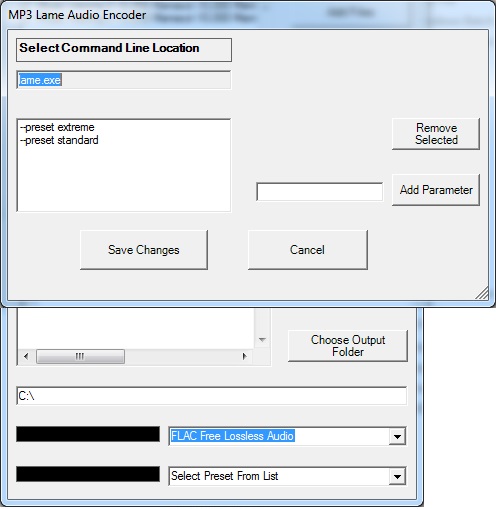 MP3 Lame Audio Encoder
Select Command Line Location
lame.exe
--preset extreme
--preset standard
Remove
Selected
Add Parameter
Save Changes
Cancel
Choose Output
Folder
C:\
FLAC Free Lossless Audio
Select Preset From List